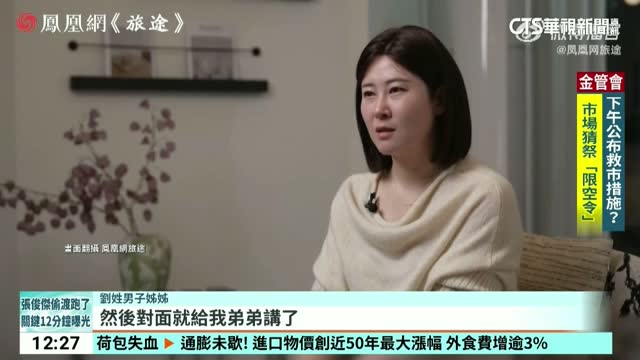 鳳凰網《旅途》
CTS華視新聞
@凤凰网旅途
金管會
下午公布救市措施？
市場猜祭「限空令」
畫面翻攝 鳳凰網旅途
張俊傑偷渡跑了
關鍵12分鐘曝光
劉姓男子姊姊
然後對面就給我弟弟講了
12:27
荷包失血 ▶ 通膨未歇! 進口物價創近50年最大漲幅 外食費增逾3%